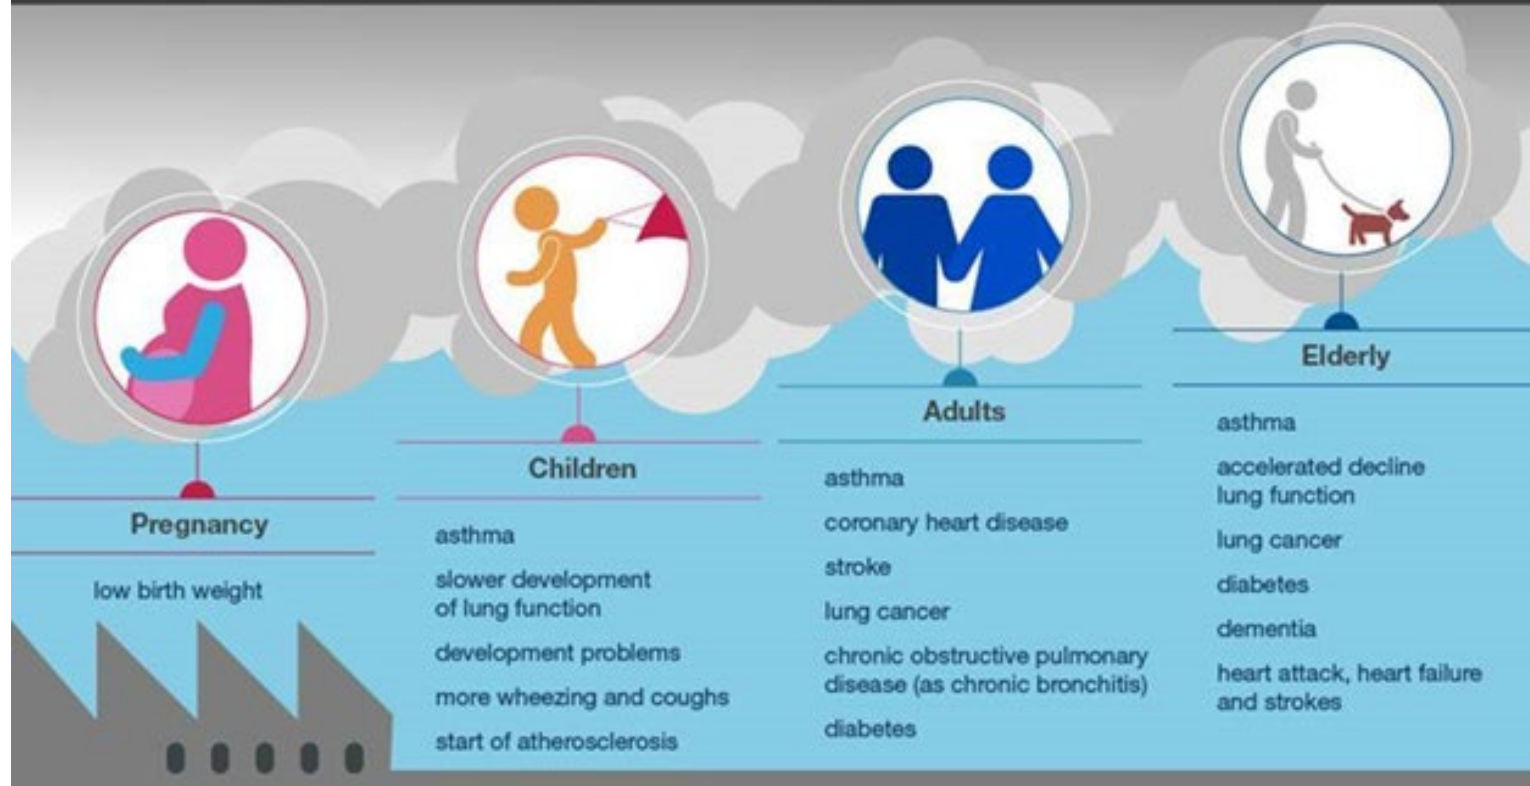 Pregnancy
low birth weight
Children
asthma
slower development
of lung function
development problems
more wheezing and coughs
start of atherosclerosis
Adults
asthma
coronary heart disease
stroke
lung cancer
chronic obstructive pulmonary
disease (as chronic bronchitis)
diabetes
Elderly
asthma
accelerated decline
lung function
lung cancer
diabetes
dementia
heart attack, heart failure
and strokes